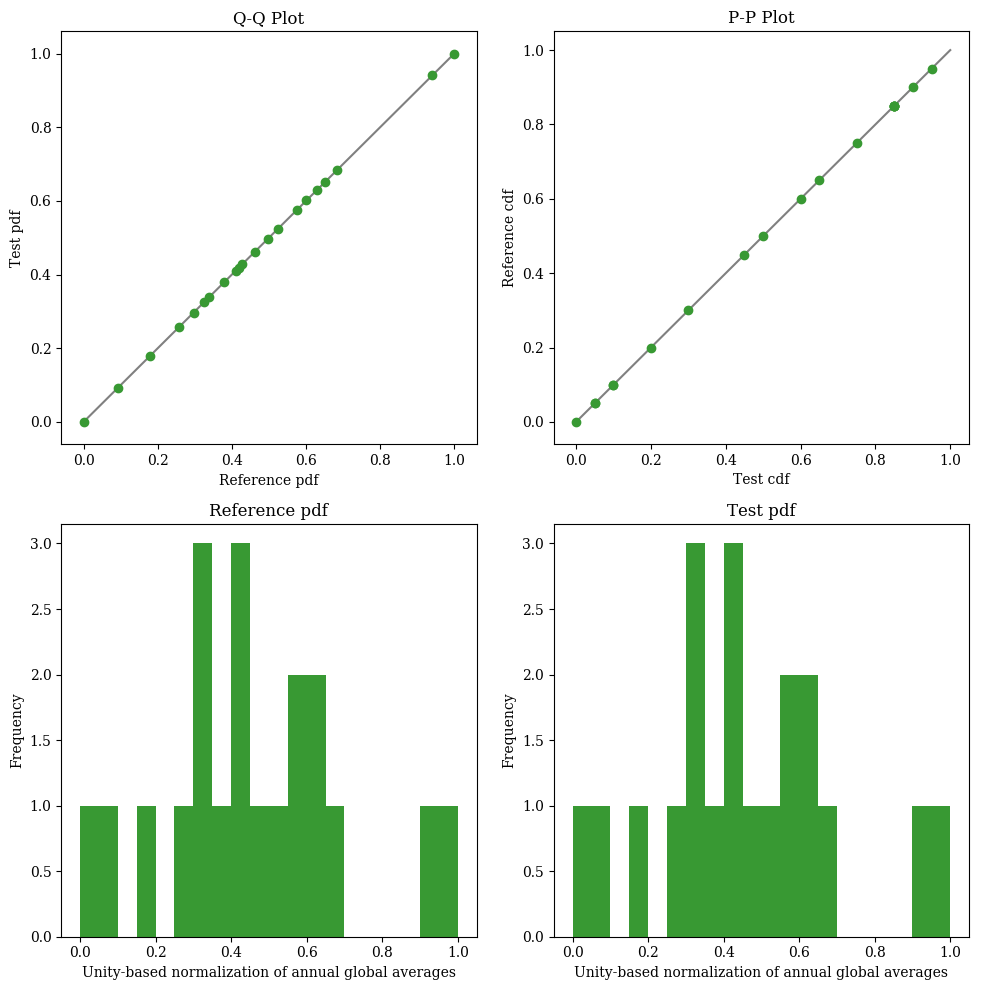 Q-Q Plot
Test pdf
1.0
0.8
0.6
0.4
0.2
0.0
0.0 0.2 0.4 0.6 0.8 1.0
Reference pdf
P-P Plot
Reference cdf
1.0
0.8
0.6
0.4
0.2
0.0
0.0 0.2 0.4 0.6 0.8 1.0
Test cdf
Reference pdf
Frequency
3.0
2.5
2.0
1.5
1.0
0.5
0.0
0.0 0.2 0.4 0.6 0.8 1.0
Unity-based normalization of annual global averages
Test pdf
Frequency
3.0
2.5
2.0
1.5
1.0
0.5
0.0
0.0 0.2 0.4 0.6 0.8 1.0
Unity-based normalization of annual global averages